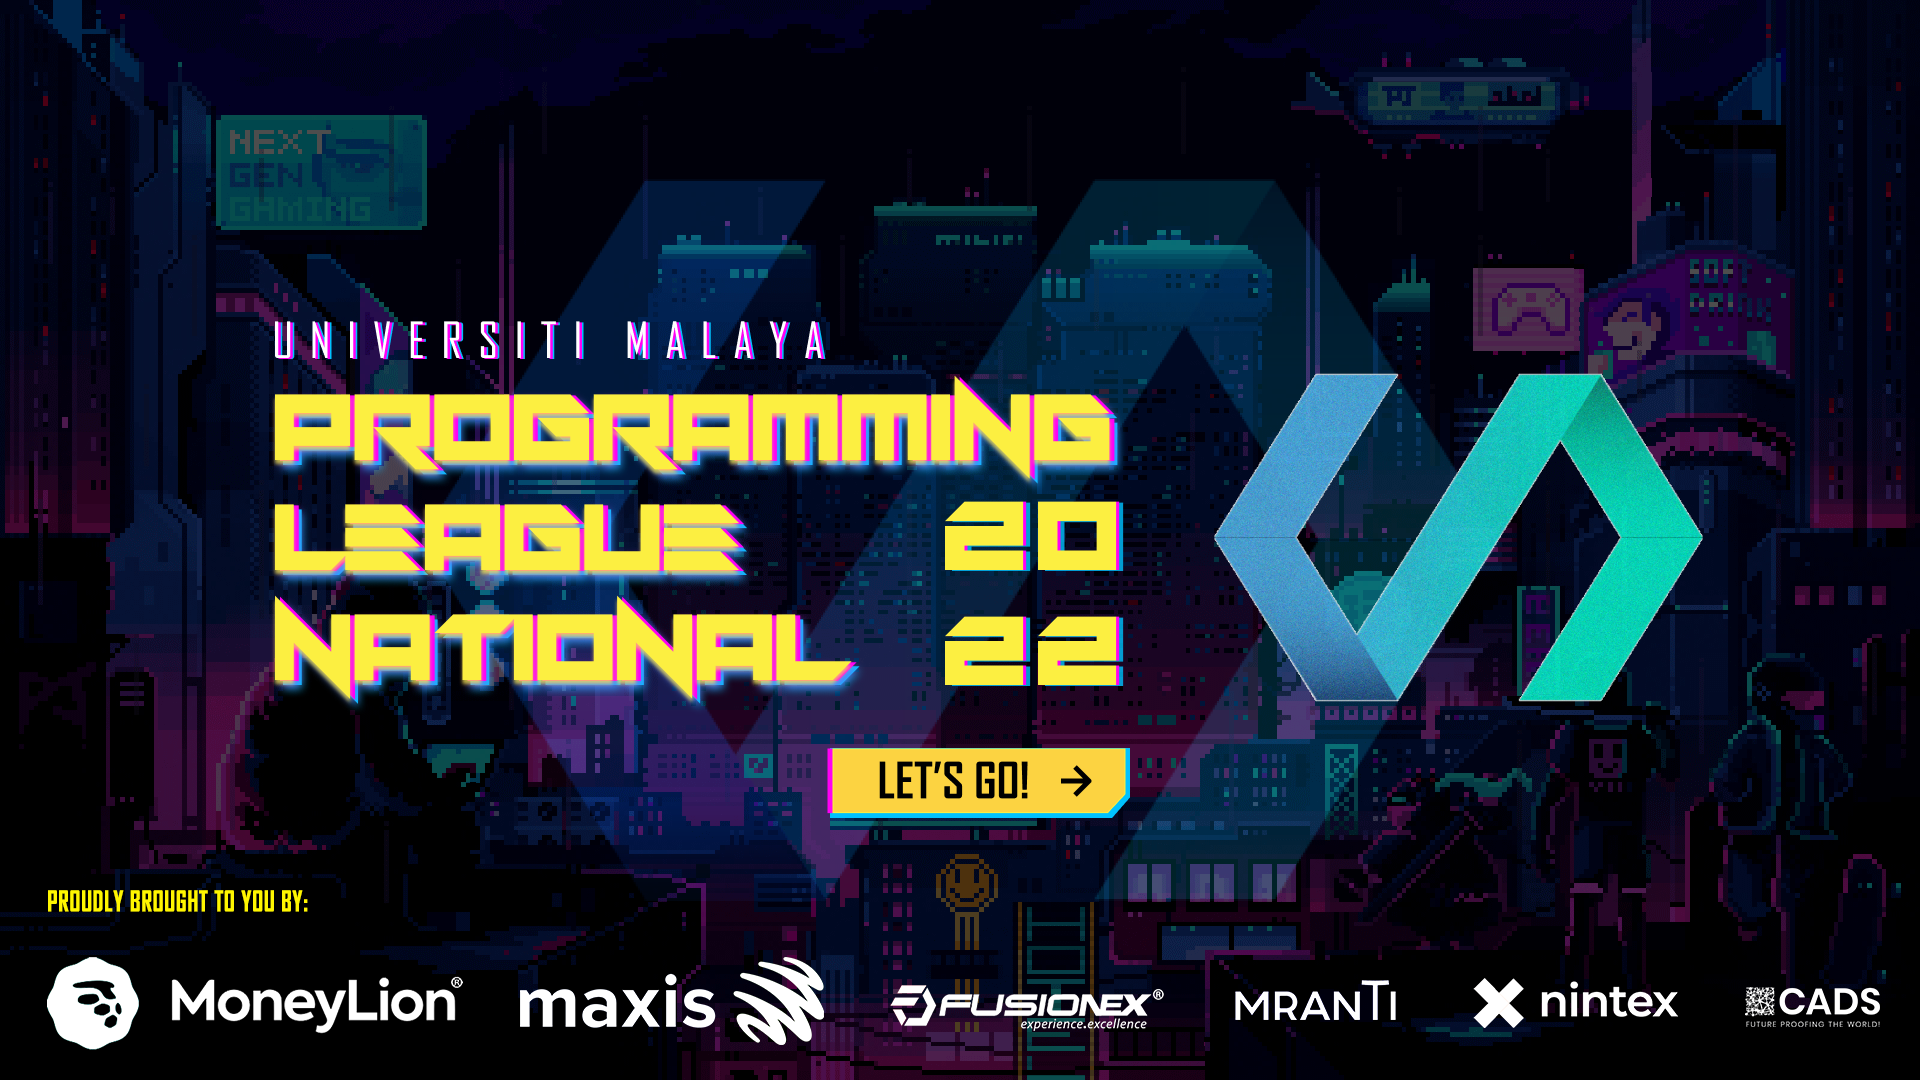 NEXT
GEN
GAMING
UNIVERSITI MALAYA
PROGRAMMING
LEAGUE 20
NATIONAL 22
LET'S GO! →
PROUDLY BROUGHT TO YOU BY:
MoneyLion®
maxis
FUSIONEX®
experience.excellence
MRANTI
nintex
CADS
FUTURE PROOFING THE WORLD!